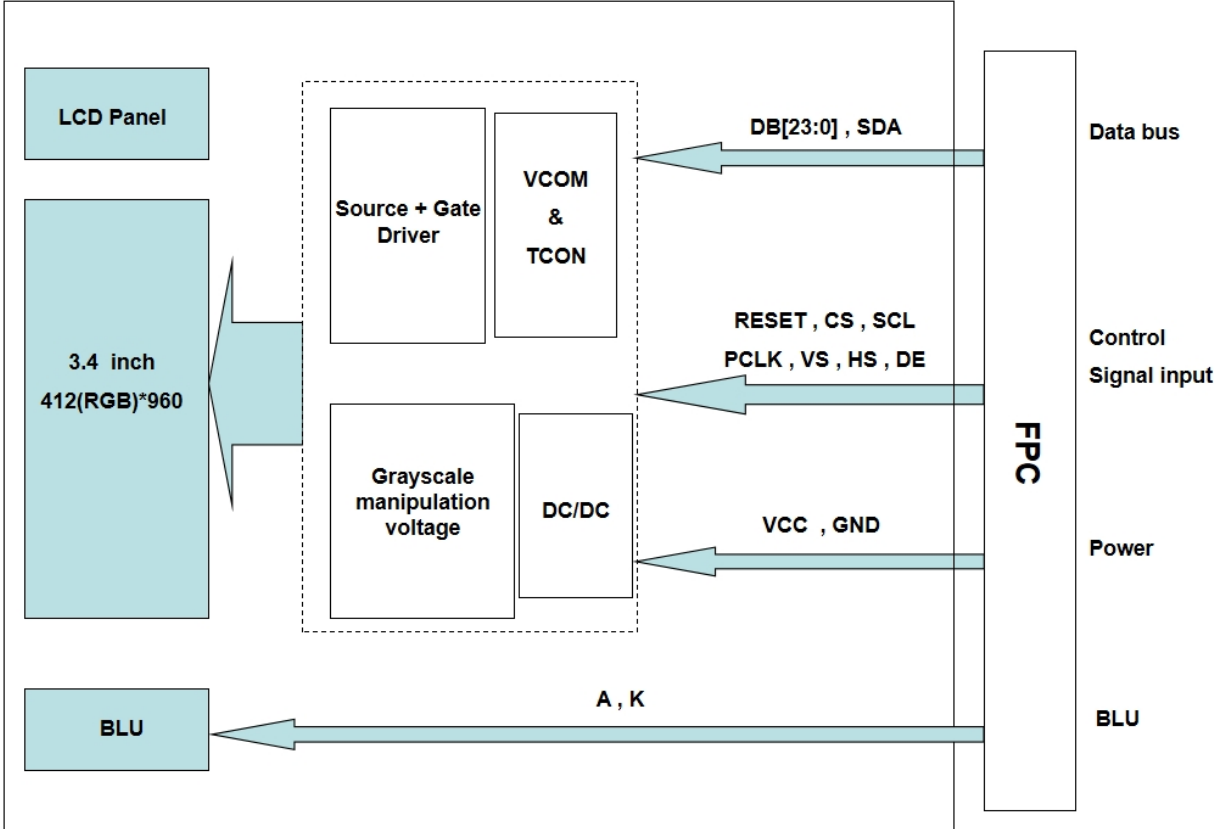 LCD Panel
3.4 inch
412(RGB)*960
BLU
Source + Gate
Driver
VCOM
&
TCON
Grayscale
manipulation
voltage
DC/DC
DB[23:0] , SDA
RESET , CS , SCL
PCLK , VS , HS , DE
VCC , GND
A , K
FPC
Data bus
Control
Signal input
Power
BLU